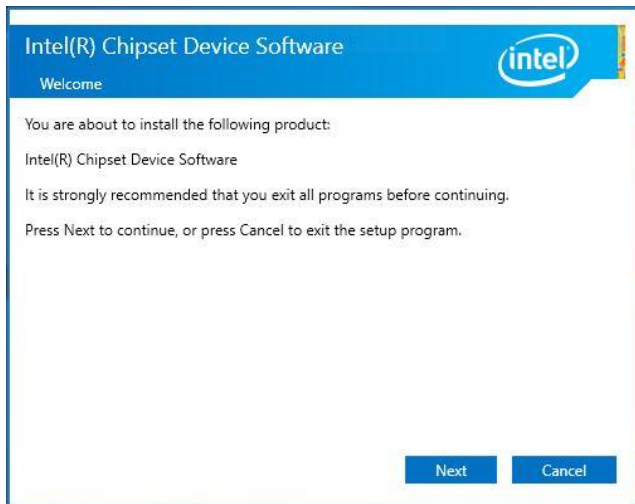 Intel(R) Chipset Device Software
intel
Welcome
You are about to install the following product:
Intel(R) Chipset Device Software
It is strongly recommended that you exit all programs before continuing.
Press Next to continue, or press Cancel to exit the setup program.
Next
Cancel